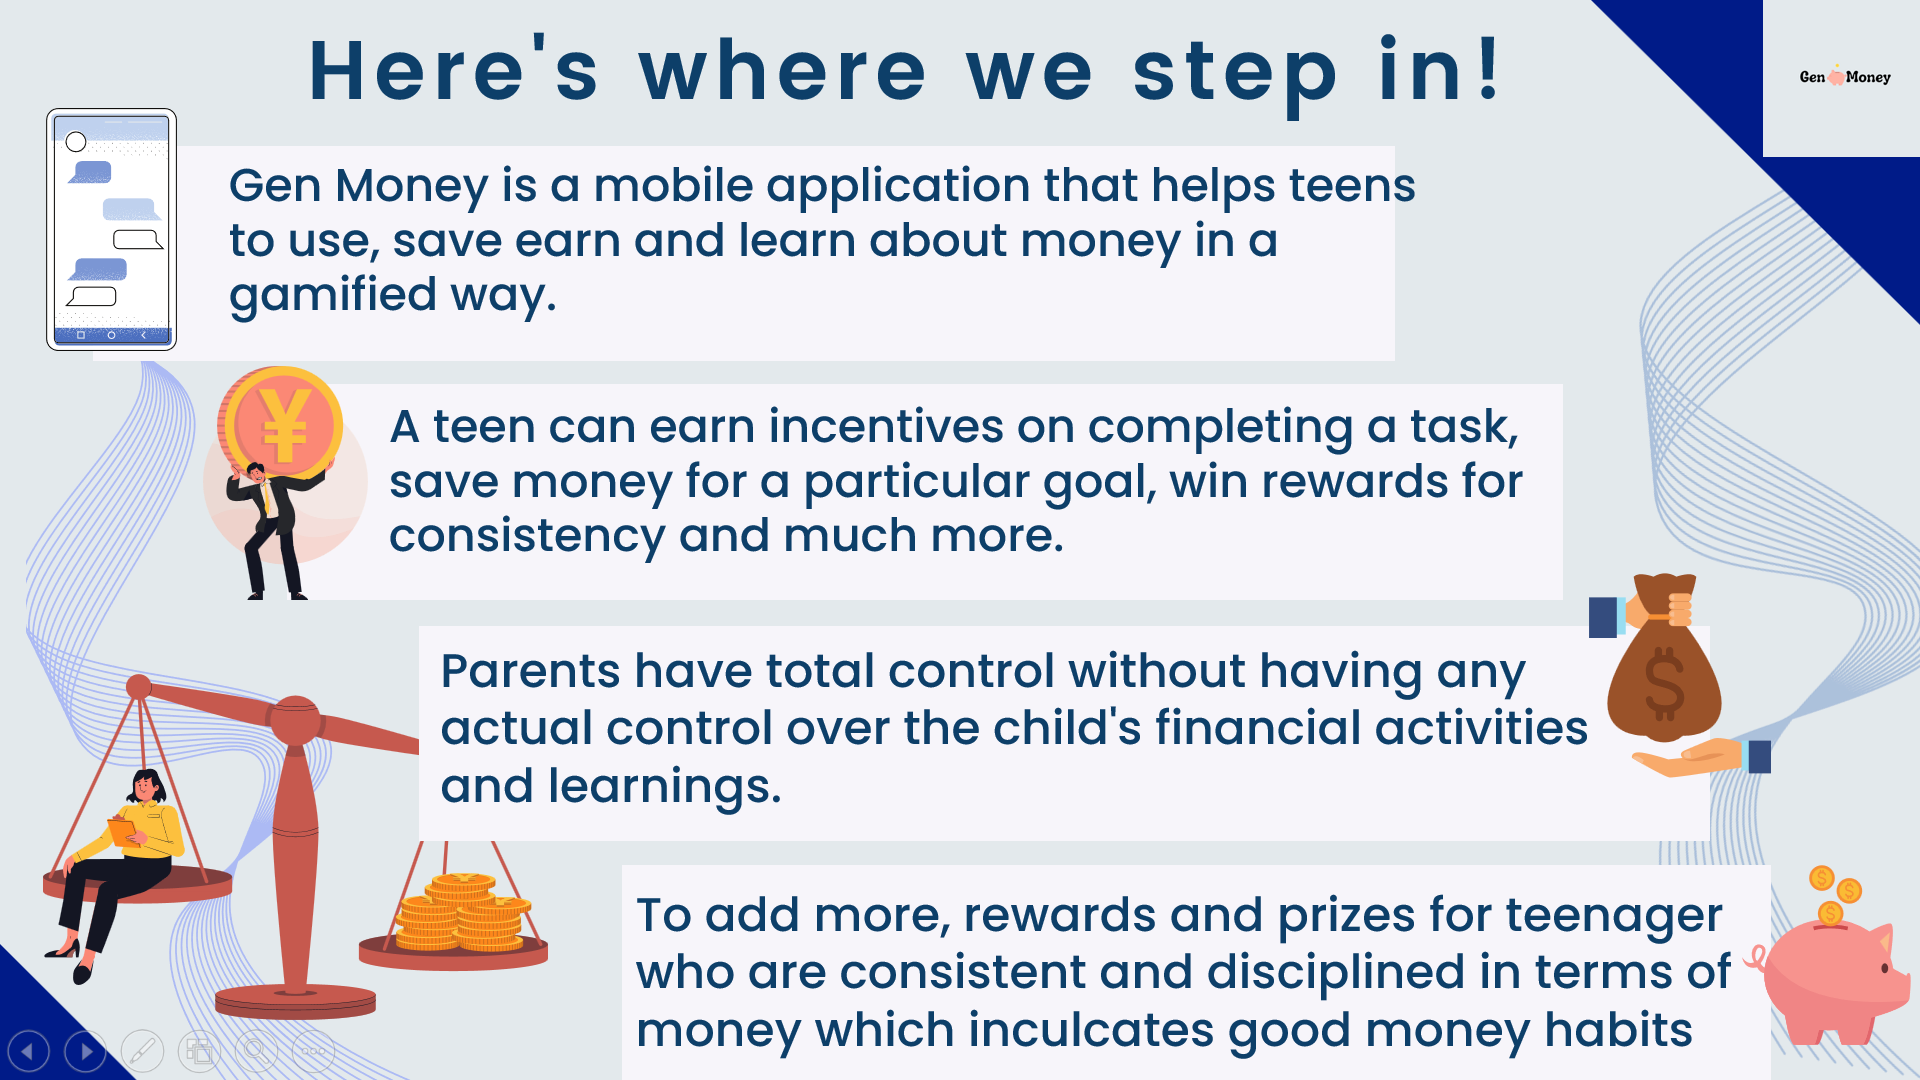 Here's where we step in!
Gen Money
Gen Money is a mobile application that helps teens
to use, save earn and learn about money in a
gamified way.
¥
A teen can earn incentives on completing a task,
save money for a particular goal, win rewards for
consistency and much more.
$
Parents have total control without having any
actual control over the child's financial activities
and learnings.
$
$
$
To add more, rewards and prizes for teenager
who are consistent and disciplined in terms of
money which inculcates good money habits